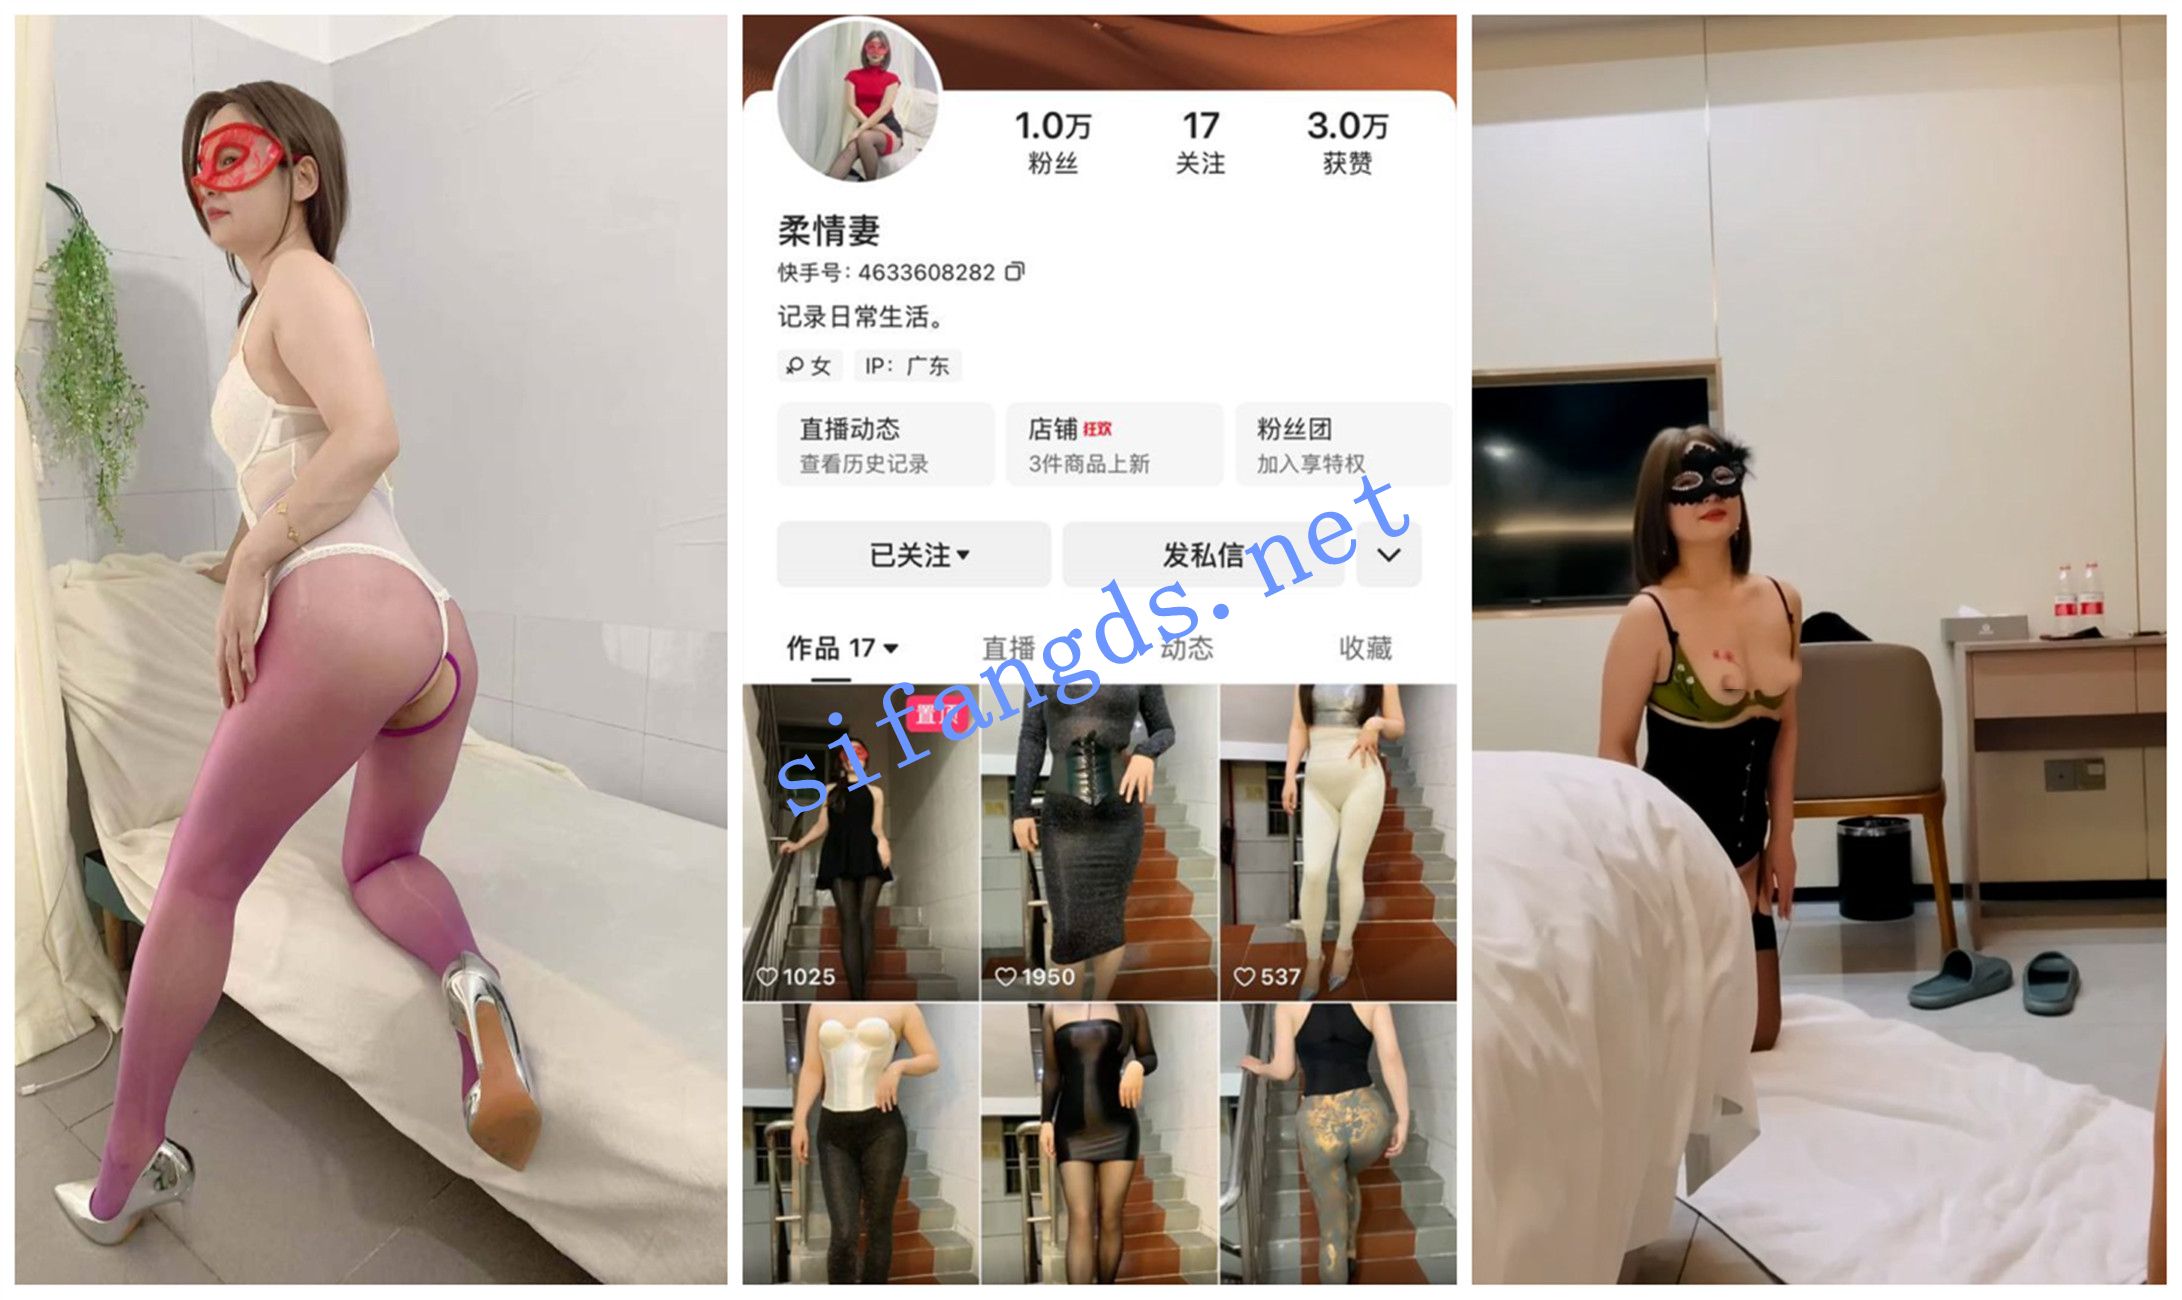 1.0万
17
3.0万
粉丝
关注
获赞
柔情妻
快手号：4633608282
记录日常生活。
女
IP：广东
直播动态
查看历史记录
店铺 狂欢
3件商品上新
粉丝团
加入享特权
已关注
发私信
作品 17
直播
动态
收藏
sifangds.net
置顶
1025
1950
537